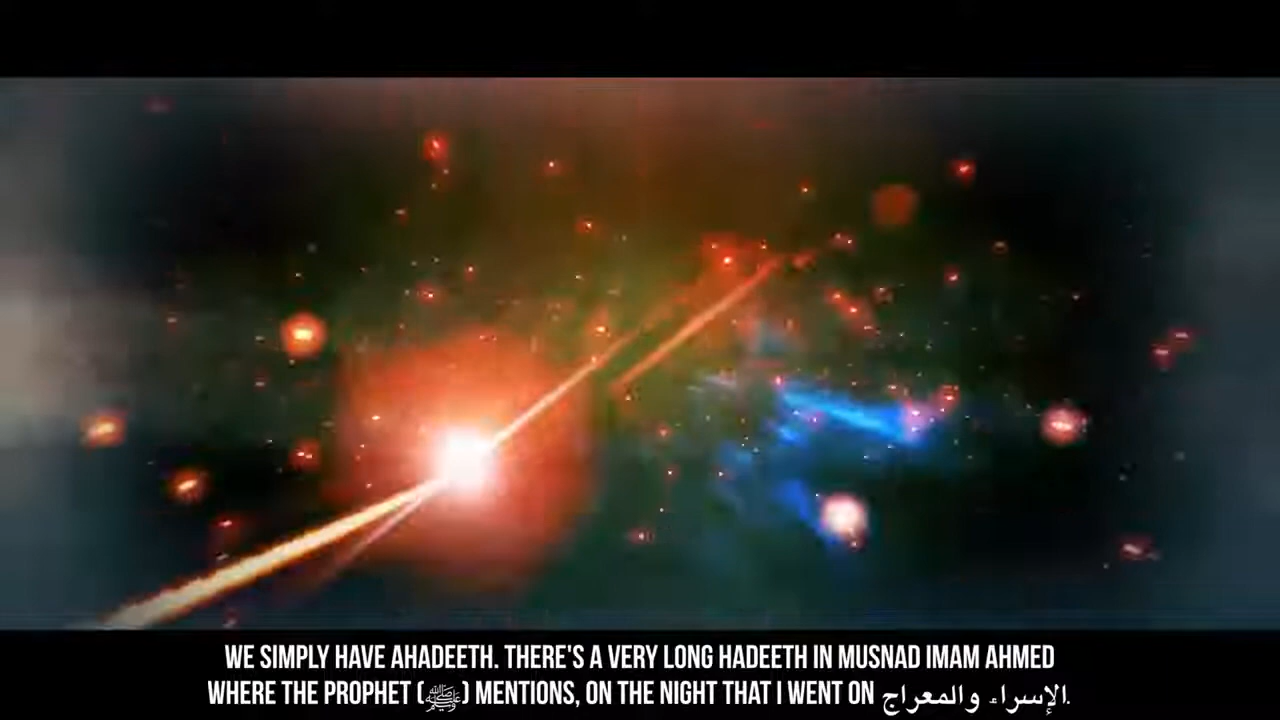 WE SIMPLY HAVE AHADEETH. THERE'S A VERY LONG HADEETH IN MUSNAD IMAM AHMED
WHERE THE PROPHET (ﷺ) MENTIONS, ON THE NIGHT THAT I WENT ON الإسراء والمعراج.